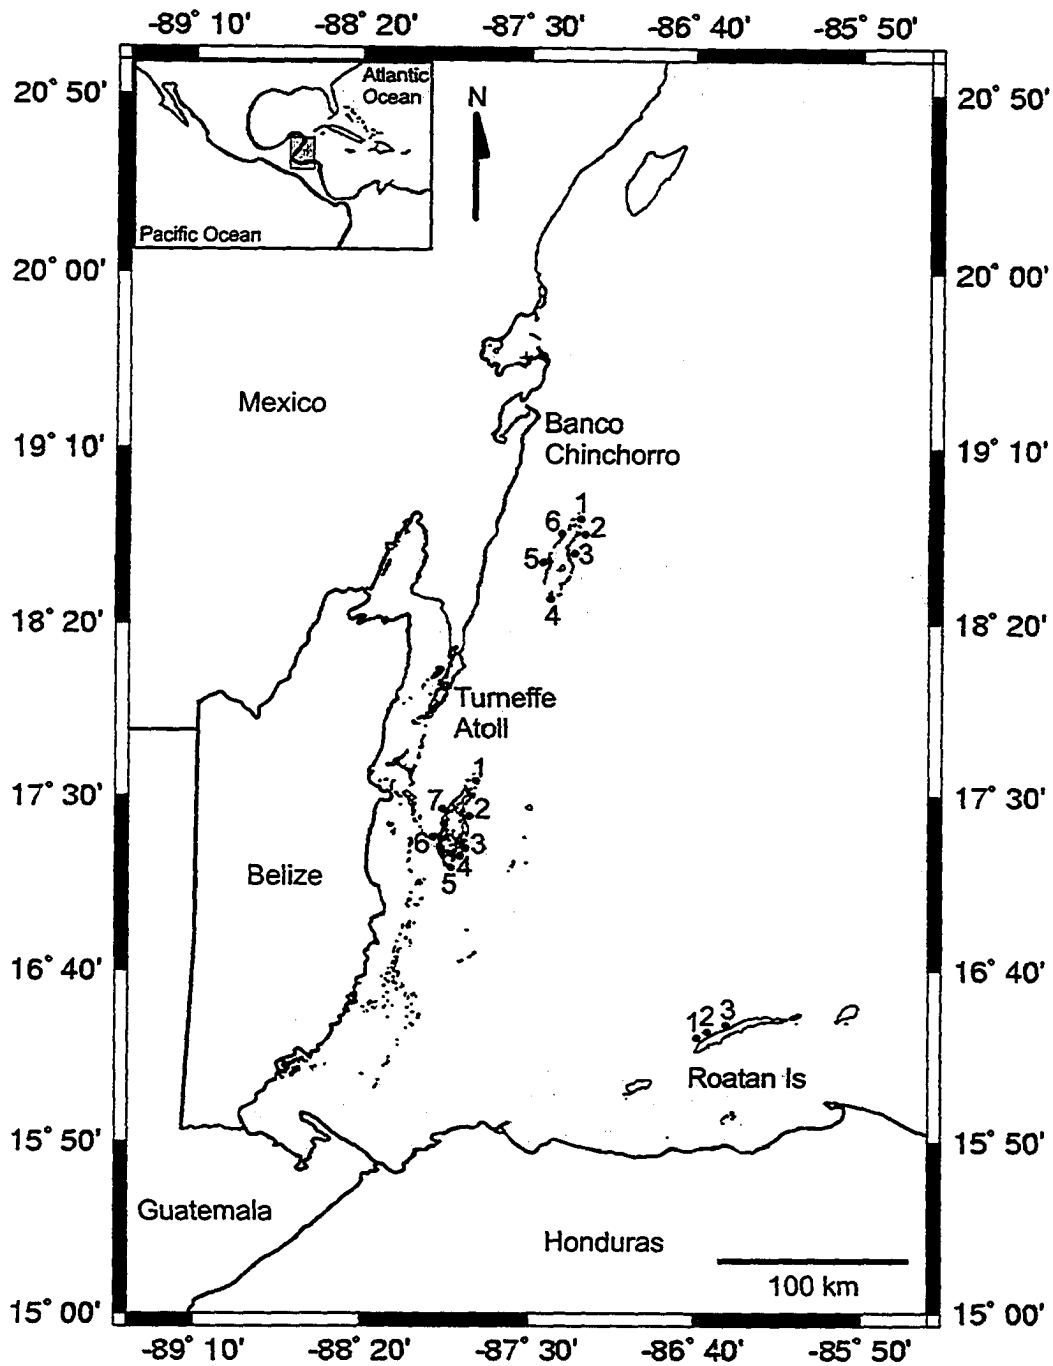 -89° 10'
-88° 20'
-87° 30'
-86° 40'
-85° 50'
20° 50'
20° 50'
Atlantic
Ocean
Pacific Ocean
N
20° 00'
20° 00'
Mexico
19° 10'
19° 10'
Banco
Chinchorro
1
6
2
5
3
4
18° 20'
18° 20'
Turneffe
Atoll
17° 30'
17° 30'
1
7
2
6
3
4
5
Belize
16° 40'
16° 40'
1 2 3
Roatan Is
15° 50'
15° 50'
Guatemala
Honduras
100 km
15° 00'
15° 00'
-89° 10'
-88° 20'
-87° 30'
-86° 40'
-85° 50'